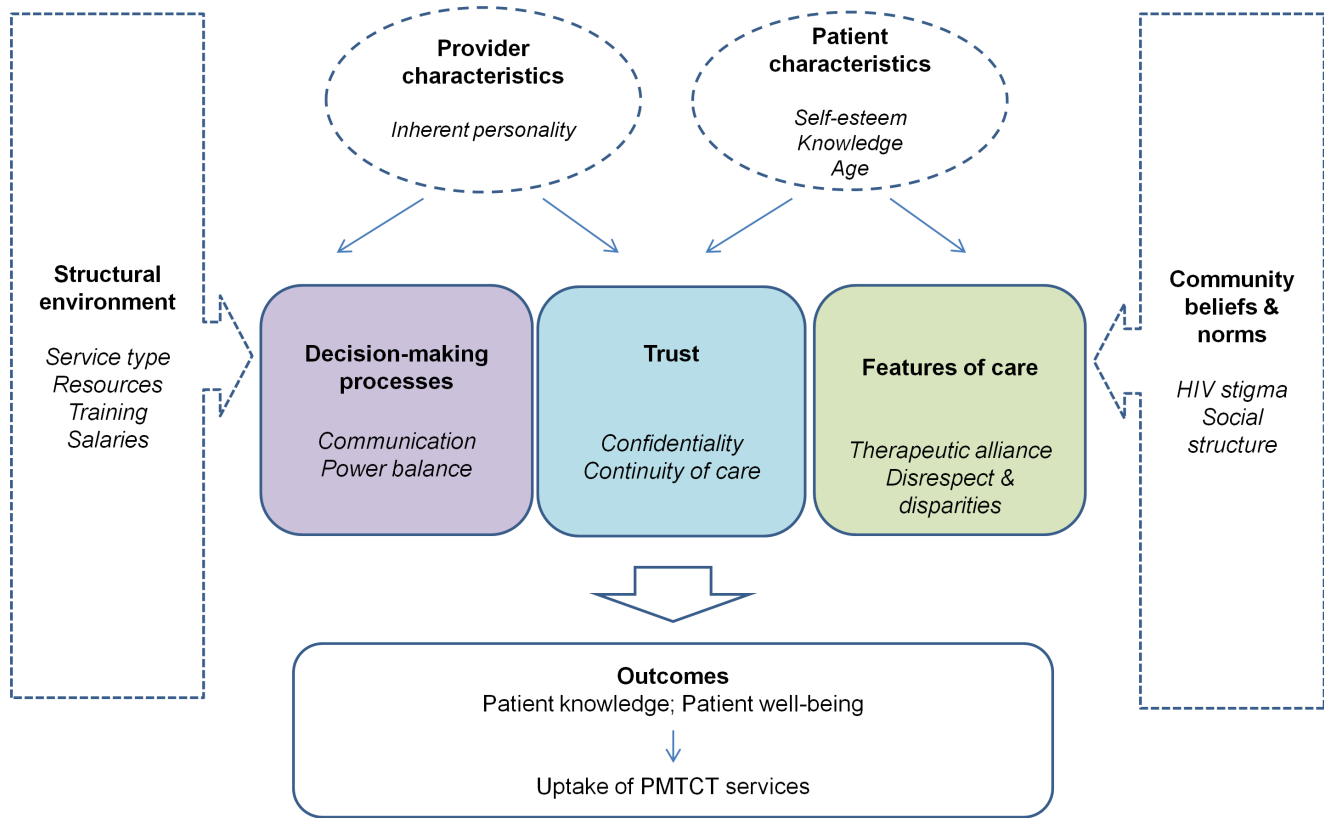 Provider
characteristics
Inherent personality
Patient
characteristics
Self-esteem
Knowledge
Age
Structural
environment
Service type
Resources
Training
Salaries
Decision-making
processes
Communication
Power balance
Trust
Confidentiality
Continuity of care
Features of care
Therapeutic alliance
Disrespect &
disparities
Community
beliefs &
norms
HIV stigma
Social
structure
Outcomes
Patient knowledge; Patient well-being
Uptake of PMTCT services